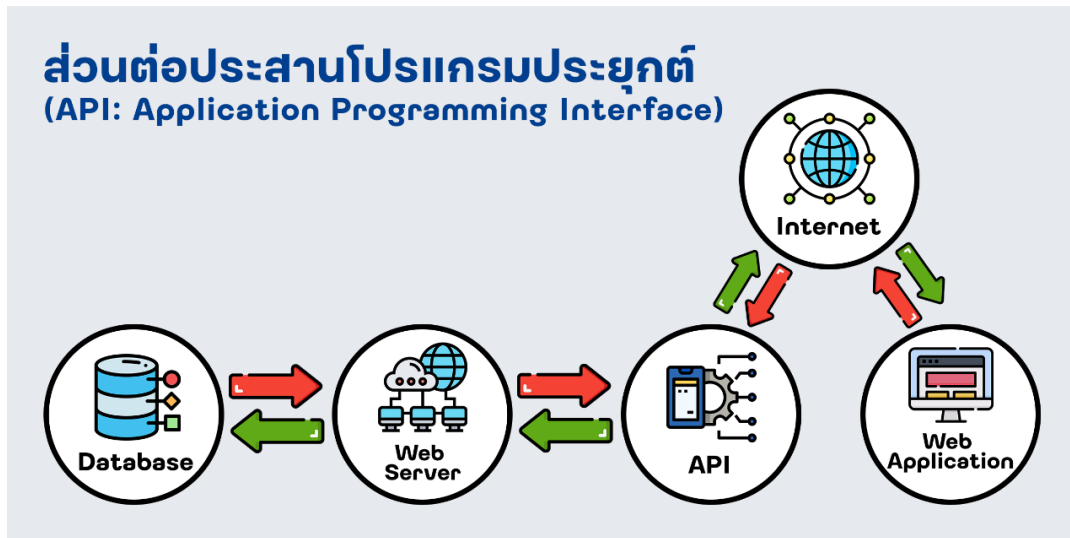 ส่วนต่อประสานโปรแกรมประยุกต์
(API: Application Programming Interface)
Internet
Database
Web
Server
API
Web
Application